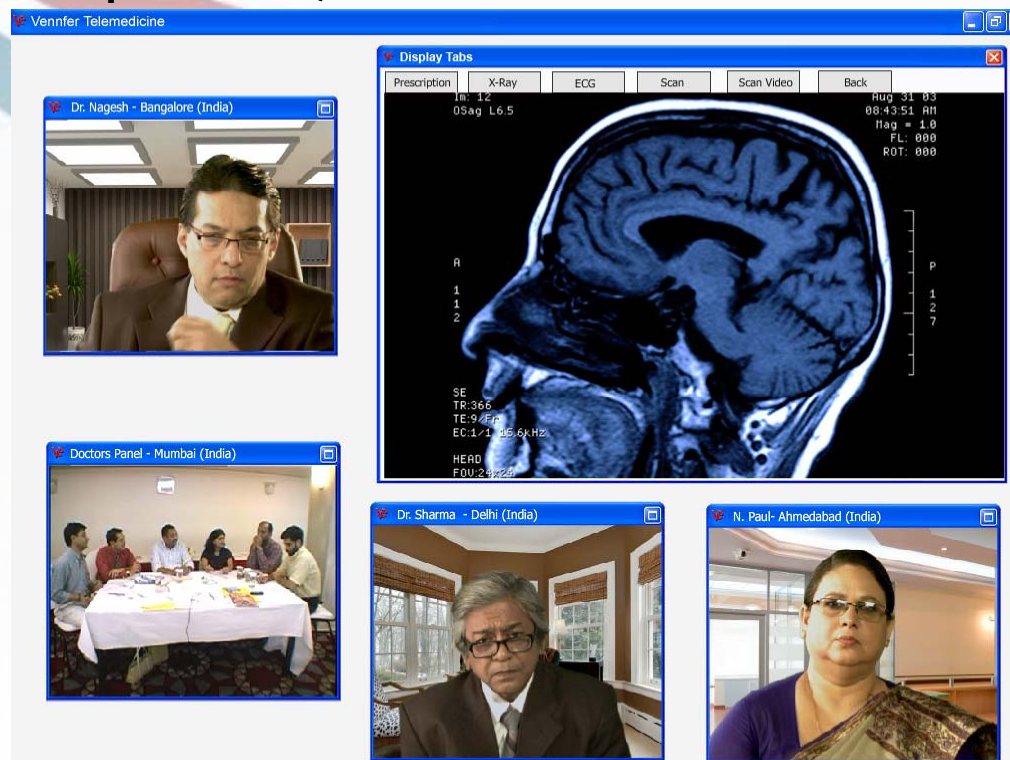 Vennfer Telemedicine
Display Tabs
Prescription X-Ray ECG Scan Scan Video Back
Dr. Nagesh - Bangalore (India)
Im: 12
OSag L6.5
Aug 31 03
08:43:51 AM
Mag = 1.0
FL: 000
ROT: 000
A
1
1
2
P
1
2
7
SE
TR:366
TE:9/Fr
EC:1/1 15.6kHz
HEAD
FOV:24x24
Doctors Panel - Mumbai (India)
Dr. Sharma - Delhi (India)
N. Paul- Ahmedabad (India)